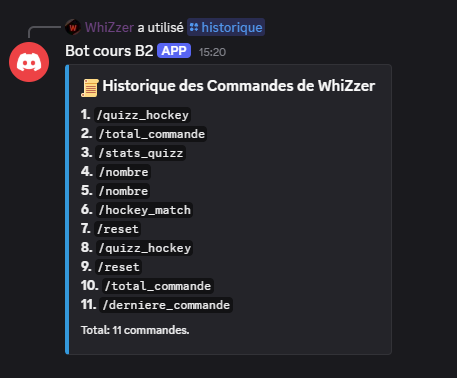 WhiZzer a utilisé historique
Bot cours B2 APP 15:20
Historique des Commandes de WhiZzer
1. /quizz_hockey
2. /total_commande
3. /stats_quizz
4. /nombre
5. /nombre
6. /hockey_match
7. /reset
8. /quizz_hockey
9. /reset
10. /total_commande
11. /derniere_commande
Total: 11 commandes.